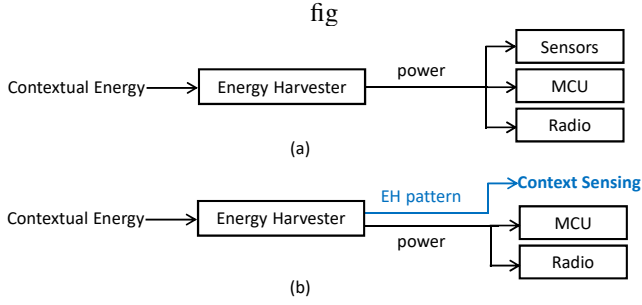 fig
Sensors
power
Contextual Energy
Energy Harvester
MCU
Radio
(a)
Context Sensing
EH pattern
Contextual Energy
Energy Harvester
MCU
power
Radio
(b)